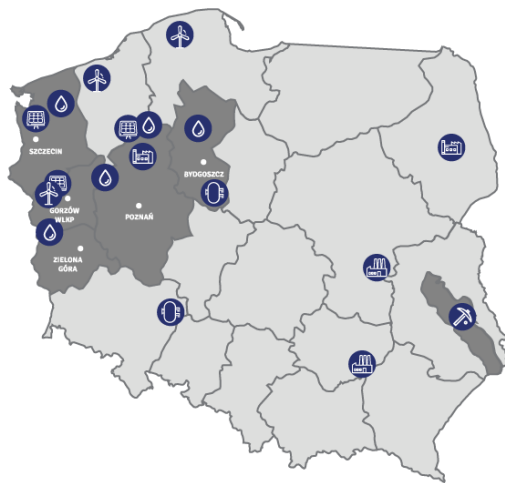 SZCZECIN
BYDGOSZCZ
GORZÓW
WLKP
POZNAŃ
ZIELONA
GÓRA